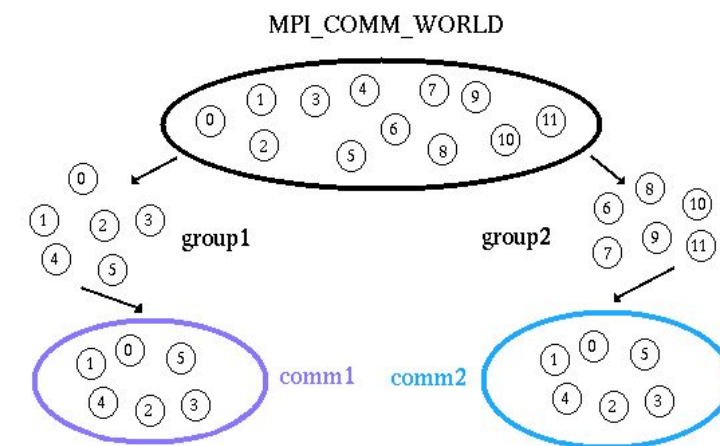 MPI_COMM_WORLD
0 1 2 3 4 5 6 7 8 9 10 11
group1
0 1 2 3 4 5
group2
6 7 8 9 10 11
comm1
1 0 5 4 2 3
comm2
1 0 5 4 2 3